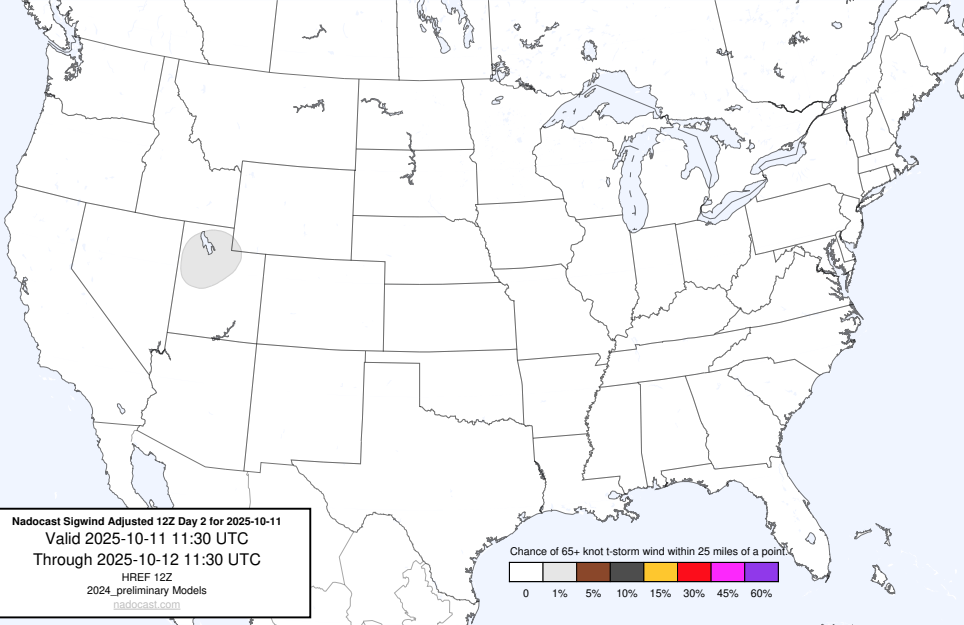 Nadocast Sigwind Adjusted 12Z Day 2 for 2025-10-11
Valid 2025-10-11 11:30 UTC
Through 2025-10-12 11:30 UTC
HREF 12Z
2024_preliminary Models
nadocast.com
Chance of 65+ knot t-storm wind within 25 miles of a point.
0 1% 5% 10% 15% 30% 45% 60%